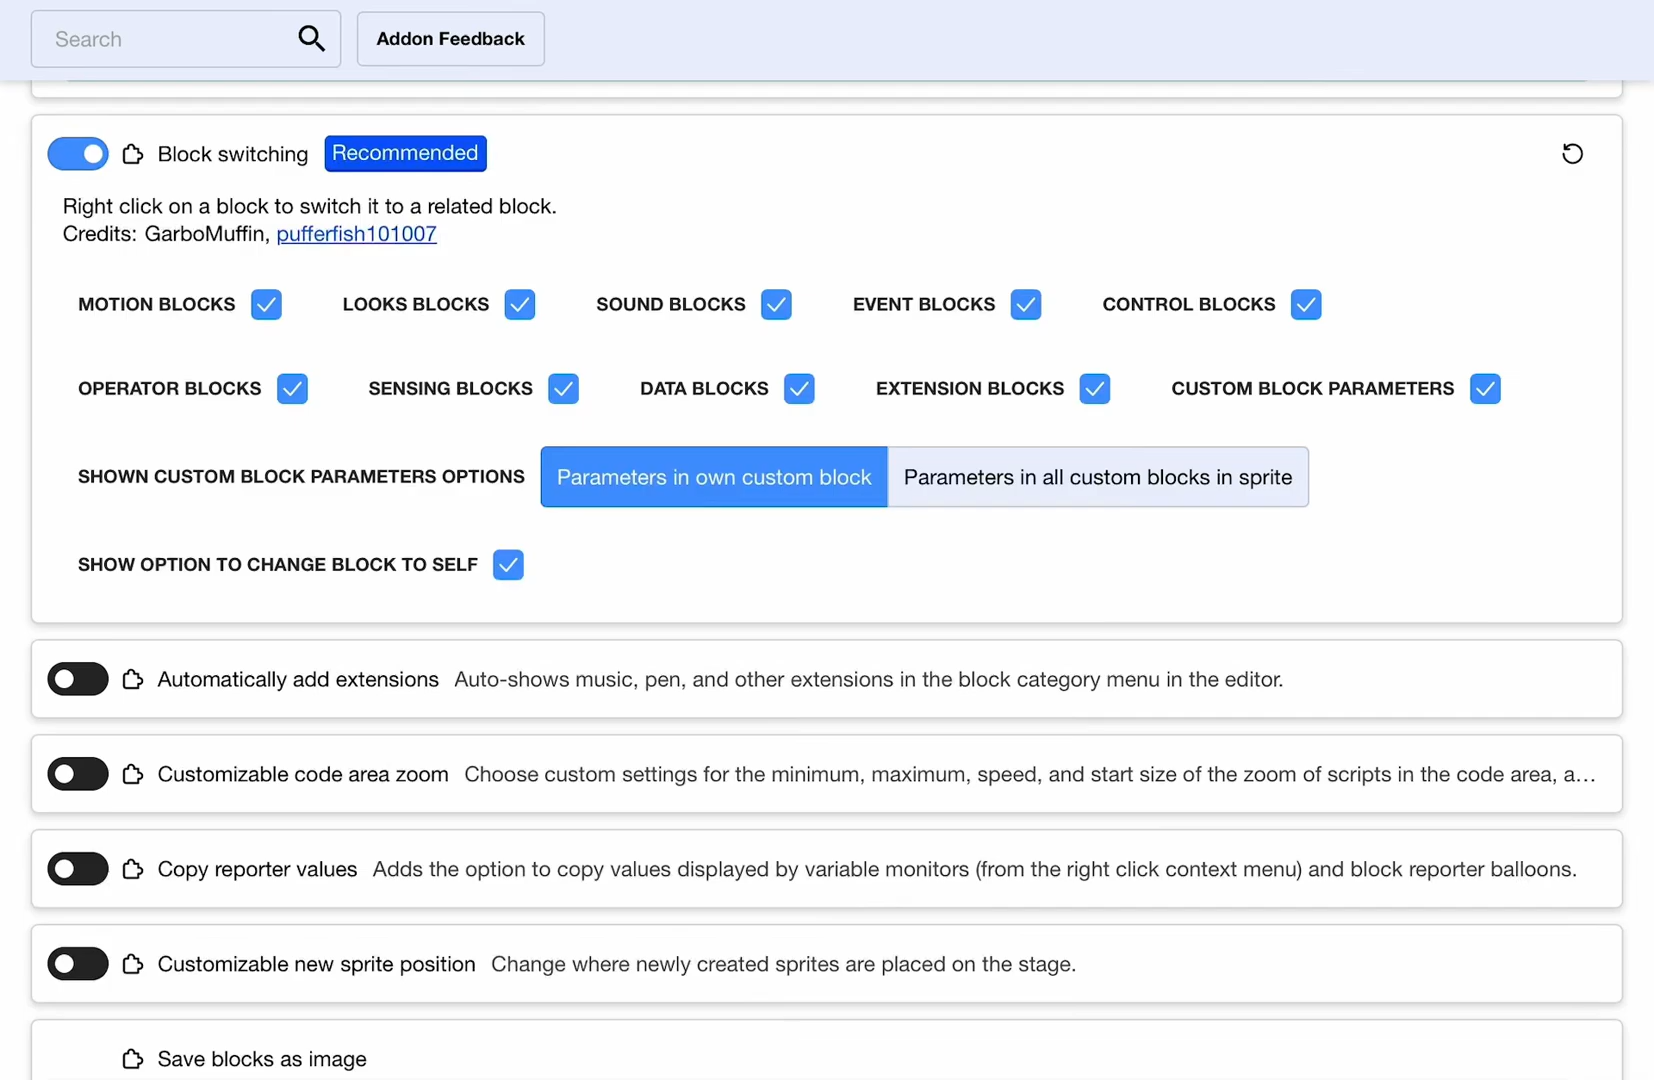 Search
Addon Feedback
Block switching Recommended
Right click on a block to switch it to a related block.
Credits: GarboMuffin, pufferfish101007
MOTION BLOCKS LOOKS BLOCKS SOUND BLOCKS EVENT BLOCKS CONTROL BLOCKS
OPERATOR BLOCKS SENSING BLOCKS DATA BLOCKS EXTENSION BLOCKS CUSTOM BLOCK PARAMETERS
SHOWN CUSTOM BLOCK PARAMETERS OPTIONS Parameters in own custom block Parameters in all custom blocks in sprite
SHOW OPTION TO CHANGE BLOCK TO SELF
Automatically add extensions Auto-shows music, pen, and other extensions in the block category menu in the editor.
Customizable code area zoom Choose custom settings for the minimum, maximum, speed, and start size of the zoom of scripts in the code area, a...
Copy reporter values Adds the option to copy values displayed by variable monitors (from the right click context menu) and block reporter balloons.
Customizable new sprite position Change where newly created sprites are placed on the stage.
Save blocks as image